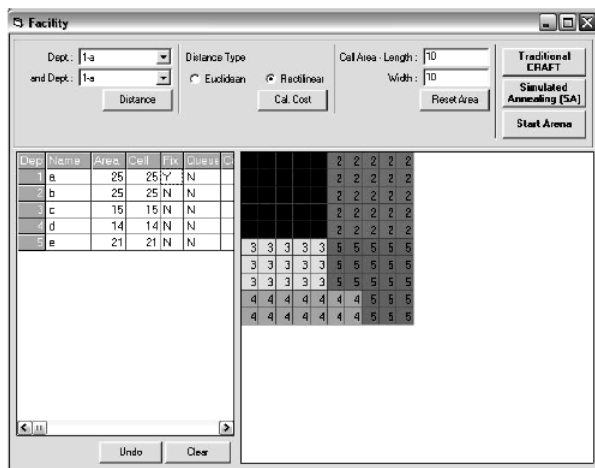 Facility
Dept.: 1-a
and Dept.: 1-a
Distance
Distance Type
Euclidean Rectilinear
Cal. Cost
Cell Area - Length: 10
Width: 10
Reset Area
Traditional CRAFT
Simulated Annealing (SA)
Start Arena
Dep Name Area Cell Fix Queue C
1 a 25 25 Y N
2 b 25 25 N N
3 c 15 15 N N
4 d 14 14 N N
5 e 21 21 N N
2 2 2 2 2
2 2 2 2 2
2 2 2 2 2
2 2 2 2 2
2 2 2 2 2
3 3 3 3 3 5 5 5 5 5
3 3 3 3 3 5 5 5 5 5
3 3 3 3 3 5 5 5 5 5
4 4 4 4 4 4 4 5 5 5
4 4 4 4 4 4 4 5 5 5
Undo
Clear